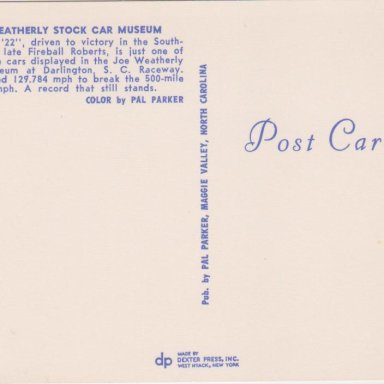 EATHERLY STOCK CAR MUSEUM
'22", driven to victory in the South-
late Fireball Roberts, is just one of
cars displayed in the Joe Weatherly
eum at Darlington, S. C. Raceway.
d 129.784 mph to break the 500-mile
mph. A record that still stands.
COLOR by PAL PARKER
Pub. by PAL PARKER, MAGGIE VALLEY, NORTH CAROLINA
Post Car
dp
MADE BY
DEXTER PRESS, INC.
WEST NYACK, NEW YORK